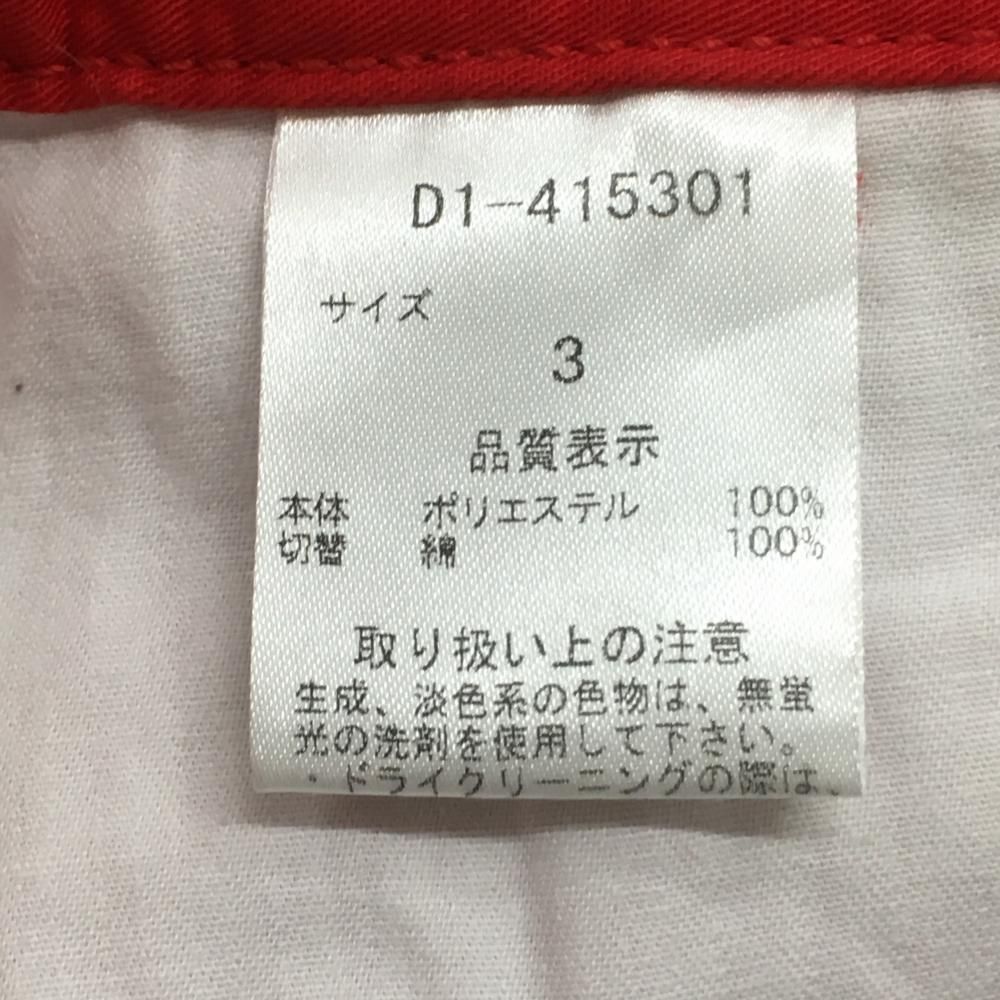 D1-415301
サイズ
3
品質表示
本体 ポリエステル 100%
切替 綿 100%
取り扱い上の注意
生成、淡色系の色物は、無蛍
光の洗剤を使用して下さい。
・ドライクリーニングの際は、